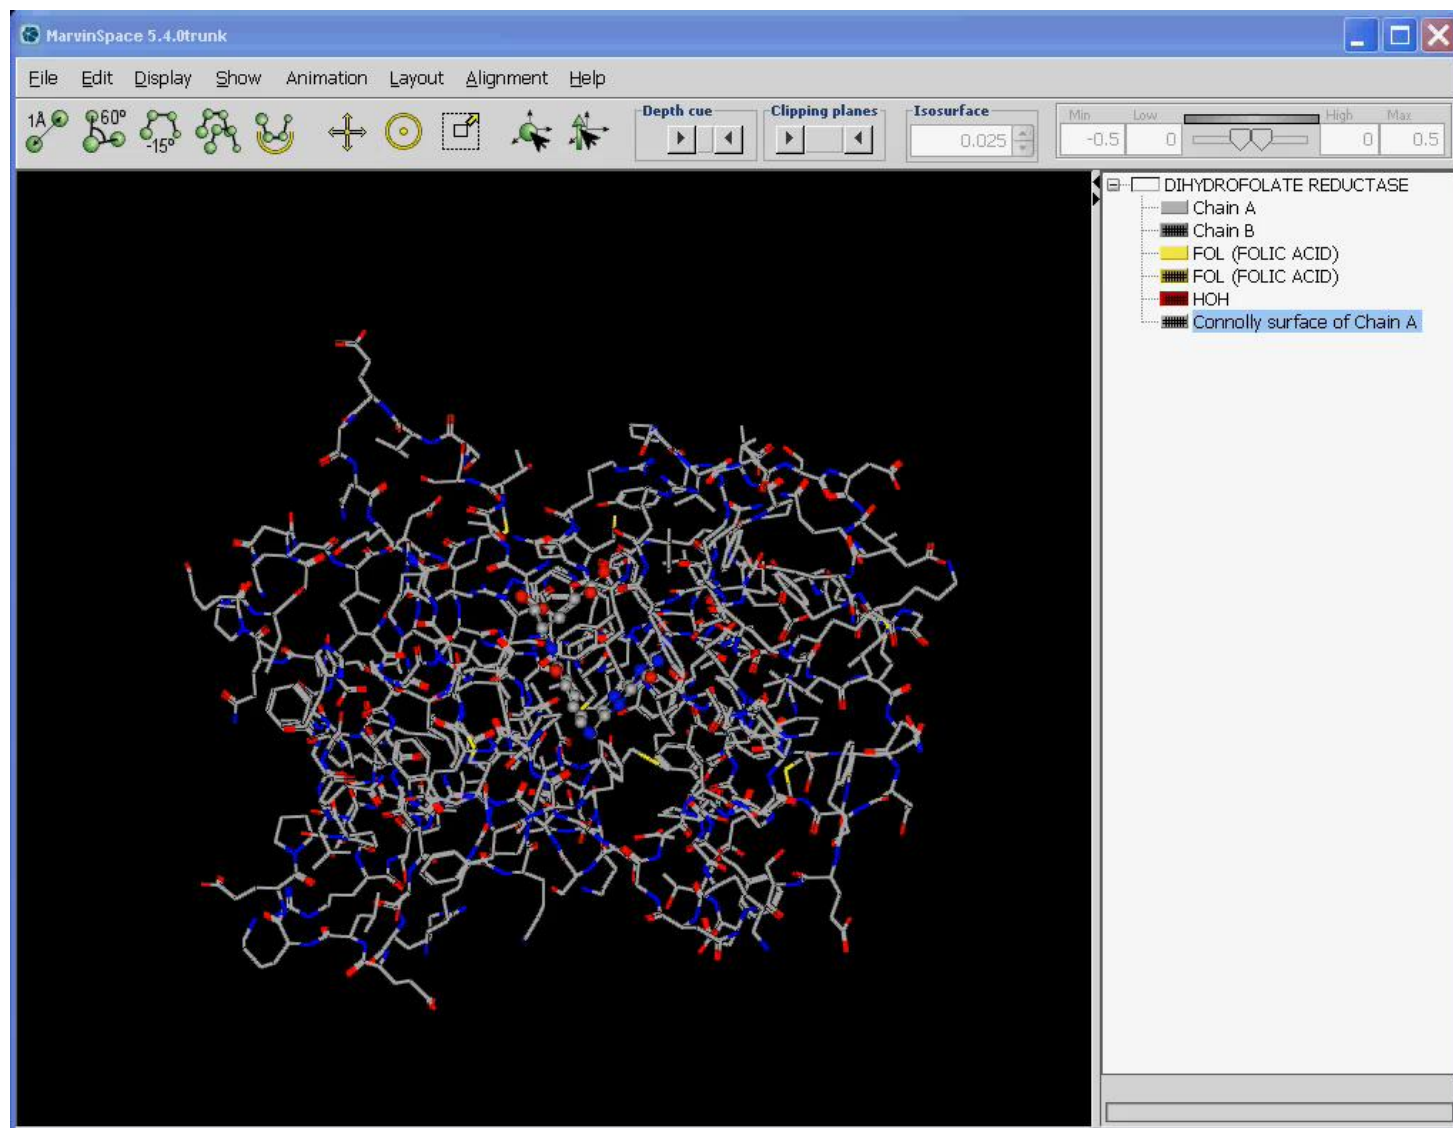 MarvinSpace 5.4.0trunk
File Edit Display Show Animation Layout Alignment Help
1Å 60° -15° Depth cue Clipping planes Isosurface 0.025 Min -0.5 Low 0 High 0 Max 0.5
DIHYDROFOLATE REDUCTASE
Chain A
Chain B
FOL (FOLIC ACID)
FOL (FOLIC ACID)
HOH
Connolly surface of Chain A